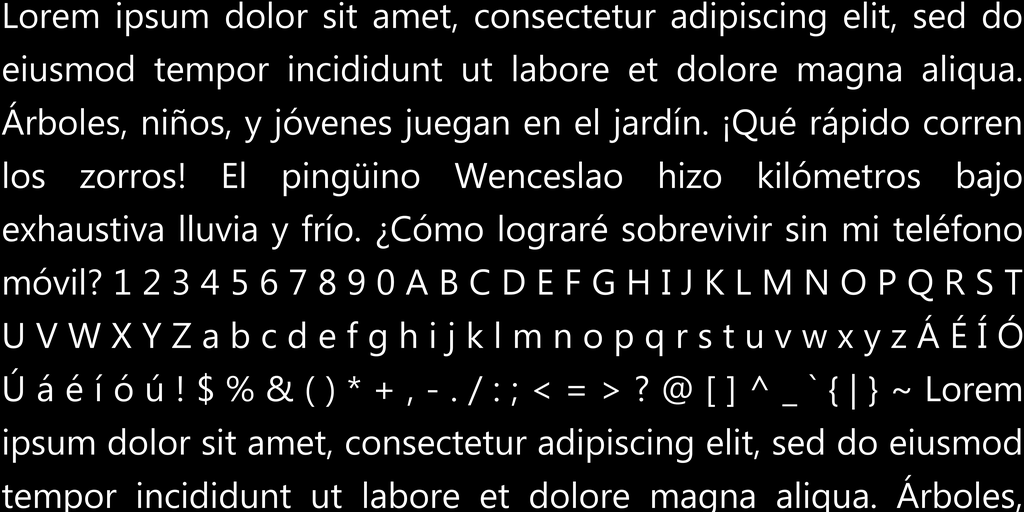 Lorem ipsum dolor sit amet, consectetur adipiscing elit, sed do
eiusmod tempor incididunt ut labore et dolore magna aliqua.
Árboles, niños, y jóvenes juegan en el jardín. ¡Qué rápido corren
los zorros! El pingüino Wenceslao hizo kilómetros bajo
exhaustiva lluvia y frío. ¿Cómo lograré sobrevivir sin mi teléfono
móvil? 1 2 3 4 5 6 7 8 9 0 A B C D E F G H I J K L M N O P Q R S T
U V W X Y Z a b c d e f g h i j k l m n o p q r s t u v w x y z Á É Í Ó
Ú á é í ó ú ! $ % & ( ) * + , - . / : ; < = > ? @ [ ] ^ _ ` { | } ~ Lorem
ipsum dolor sit amet, consectetur adipiscing elit, sed do eiusmod
tempor incididunt ut labore et dolore magna aliqua. Árboles,